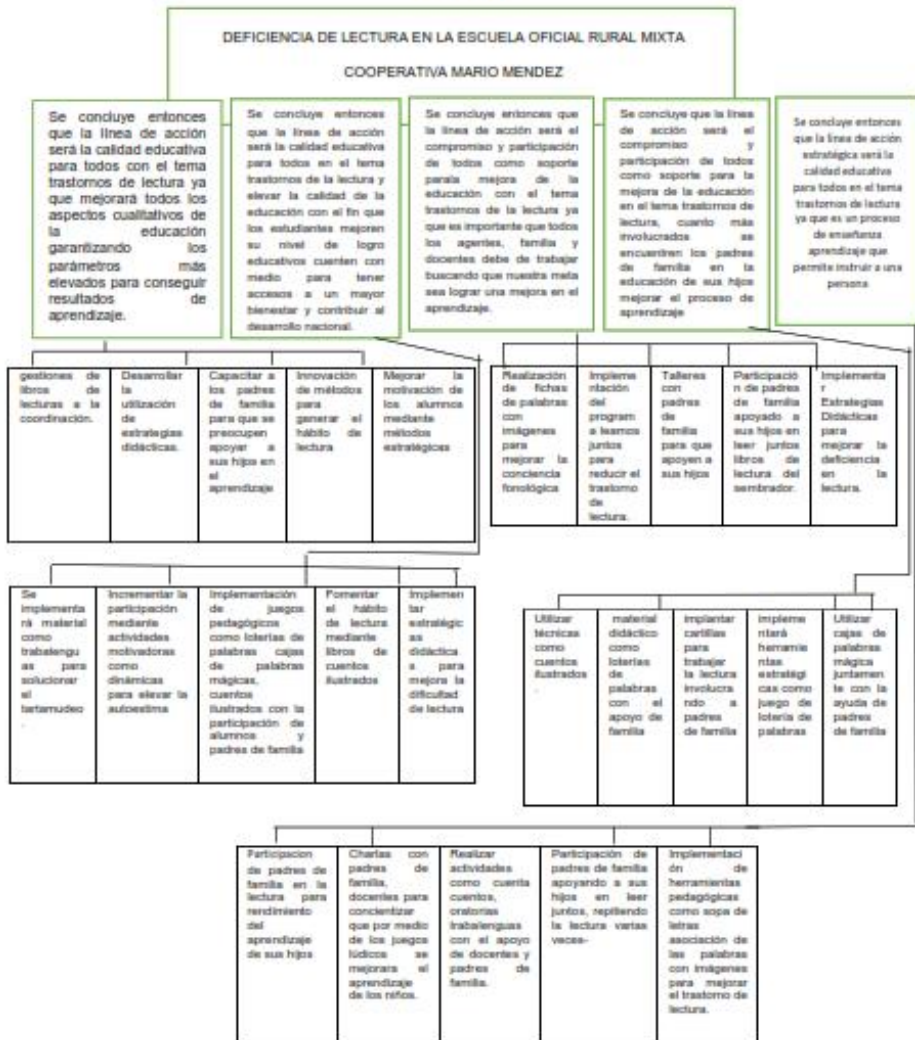 DEFICIENCIA DE LECTURA EN LA ESCUELA OFICIAL RURAL MIXTA
COOPERATIVA MARIO MENDEZ
Se concluye entonces
que la línea de acción
será la calidad educativa
para todos con el tema
trastornos de lectura ya
que mejorará todos los
aspectos cualitativos de
la educación
garantizando los
parámetros más
elevados para conseguir
resultados de
aprendizaje.
Se concluye entonces
que la línea de acción
será la calidad educativa
para todos en el tema
trastornos de la lectura y
elevar la calidad de la
educación con el fin que
los estudiantes mejoren
su nivel de logro
educativos cuenten con
medio para tener
accesos a un mayor
bienestar y contribuir al
desarrollo nacional.
Se concluye entonces que
la línea de acción será el
compromiso y participación
de todos como soporte
parala mejora de la
educación con el tema
trastornos de la lectura ya
que es importante que todos
los agentes, familia y
docentes debe de trabajar
buscando que nuestra meta
sea lograr una mejora en el
aprendizaje.
Se concluye que la línea
de acción será el
compromiso y
participación de todos
como soporte para la
mejora de la educación
en el tema trastornos de
lectura, cuanto más
involucrados se
encuentren los padres
de familia en la
educación de sus hijos
mejorar el proceso de
aprendizaje
Se concluye entonces
que la línea de acción
estratégica será la
calidad educativa
para todos en el tema
trastornos de lectura
ya que es un proceso
de enseñanza
aprendizaje que
permite instruir a una
persona
gestiones de
libros de
lecturas a la
coordinación.
Desarrollar
la
utilización
de
estrategias
didácticas.
Capacitar a
los padres
de familia
para que se
preocupen
apoyar a
sus hijos en
el
aprendizaje
Innovación
de métodos
para
generar el
hábito de
lectura
Mejorar la
motivación de
los alumnos
mediante
métodos
estratégicas
Realización
de fichas
de palabras
con
imágenes
para
mejorar la
conciencia
fonológica
Impleme
ntación
del
program
a leamos
juntos
para
reducir el
trastorno
de
lectura.
Talleres
con
padres
de
familia
para que
apoyen a
sus hijos
Participació
n de padres
de familia
apoyado a
sus hijos en
leer juntos
libros de
lectura del
sembrador.
Implementa
r
Estrategias
Didácticas
para
mejorar la
deficiencia
en la
lectura.
Se
implementa
rá material
como
trabalengu
as para
solucionar
el
tartamudeo
.
Incrementar la
participación
mediante
actividades
motivadoras
como
dinámicas
para elevar la
autoestima
Implementación
de juegos
pedagógicos
como loterías de
palabras cajas
de palabras
mágicas,
cuentos
ilustrados con la
participación de
alumnos y
padres de familia
Fomentar
el hábito
de lectura
mediante
libros de
cuentos
ilustrados
Implemen
tar
estratégic
as
didáctica
s para
mejora la
dificultad
de lectura
Utilizar
técnicas
como
cuentos
ilustrados
.
material
didáctico
como
loterías de
palabras
con el
apoyo de
familia
Implantar
cartillas
para
trabajar
la lectura
involucra
ndo a
padres de
familia
impleme
ntará
herramie
ntas
estratégi
cas como
juego de
lotería de
palabras
Utilizar
cajas de
palabras
mágica
juntame
nte con la
ayuda de
padres
de familia
Participacion
de padres de
familia en la
lectura para
rendimiento
del
aprendizaje
de sus hijos
Charlas con
padres de
familia,
docentes para
concientizar
que por medio
de los juegos
lúdicos se
mejorara el
aprendizaje
de los niños.
Realizar
actividades
como cuenta
cuentos,
oratorias
trabalenguas
con el apoyo
de docentes y
padres de
familia.
Participación de
padres de familia
apoyando a sus
hijos en leer
juntos, repitiendo
la lectura varias
veces-
Implementaci
ón de
herramientas
pedagógicas
como sopa de
letras
asociación de
las palabras
con imágenes
para mejorar
el trastorno de
lectura.